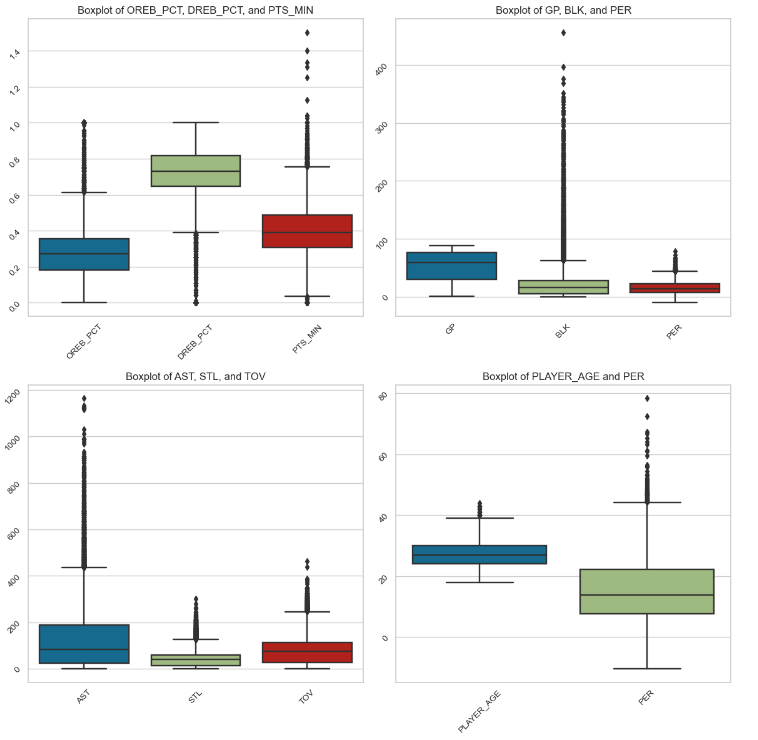 Boxplot of OREB_PCT, DREB_PCT, and PTS_MIN
1.4
1.2
1.0
0.8
0.6
0.4
0.2
0.0
OREB_PCT
DREB_PCT
PTS_MIN
Boxplot of GP, BLK, and PER
400
300
200
100
0
GP
BLK
PER
Boxplot of AST, STL, and TOV
1200
1000
800
600
400
200
0
AST
STL
TOV
Boxplot of PLAYER_AGE and PER
80
60
40
20
0
PLAYER_AGE
PER